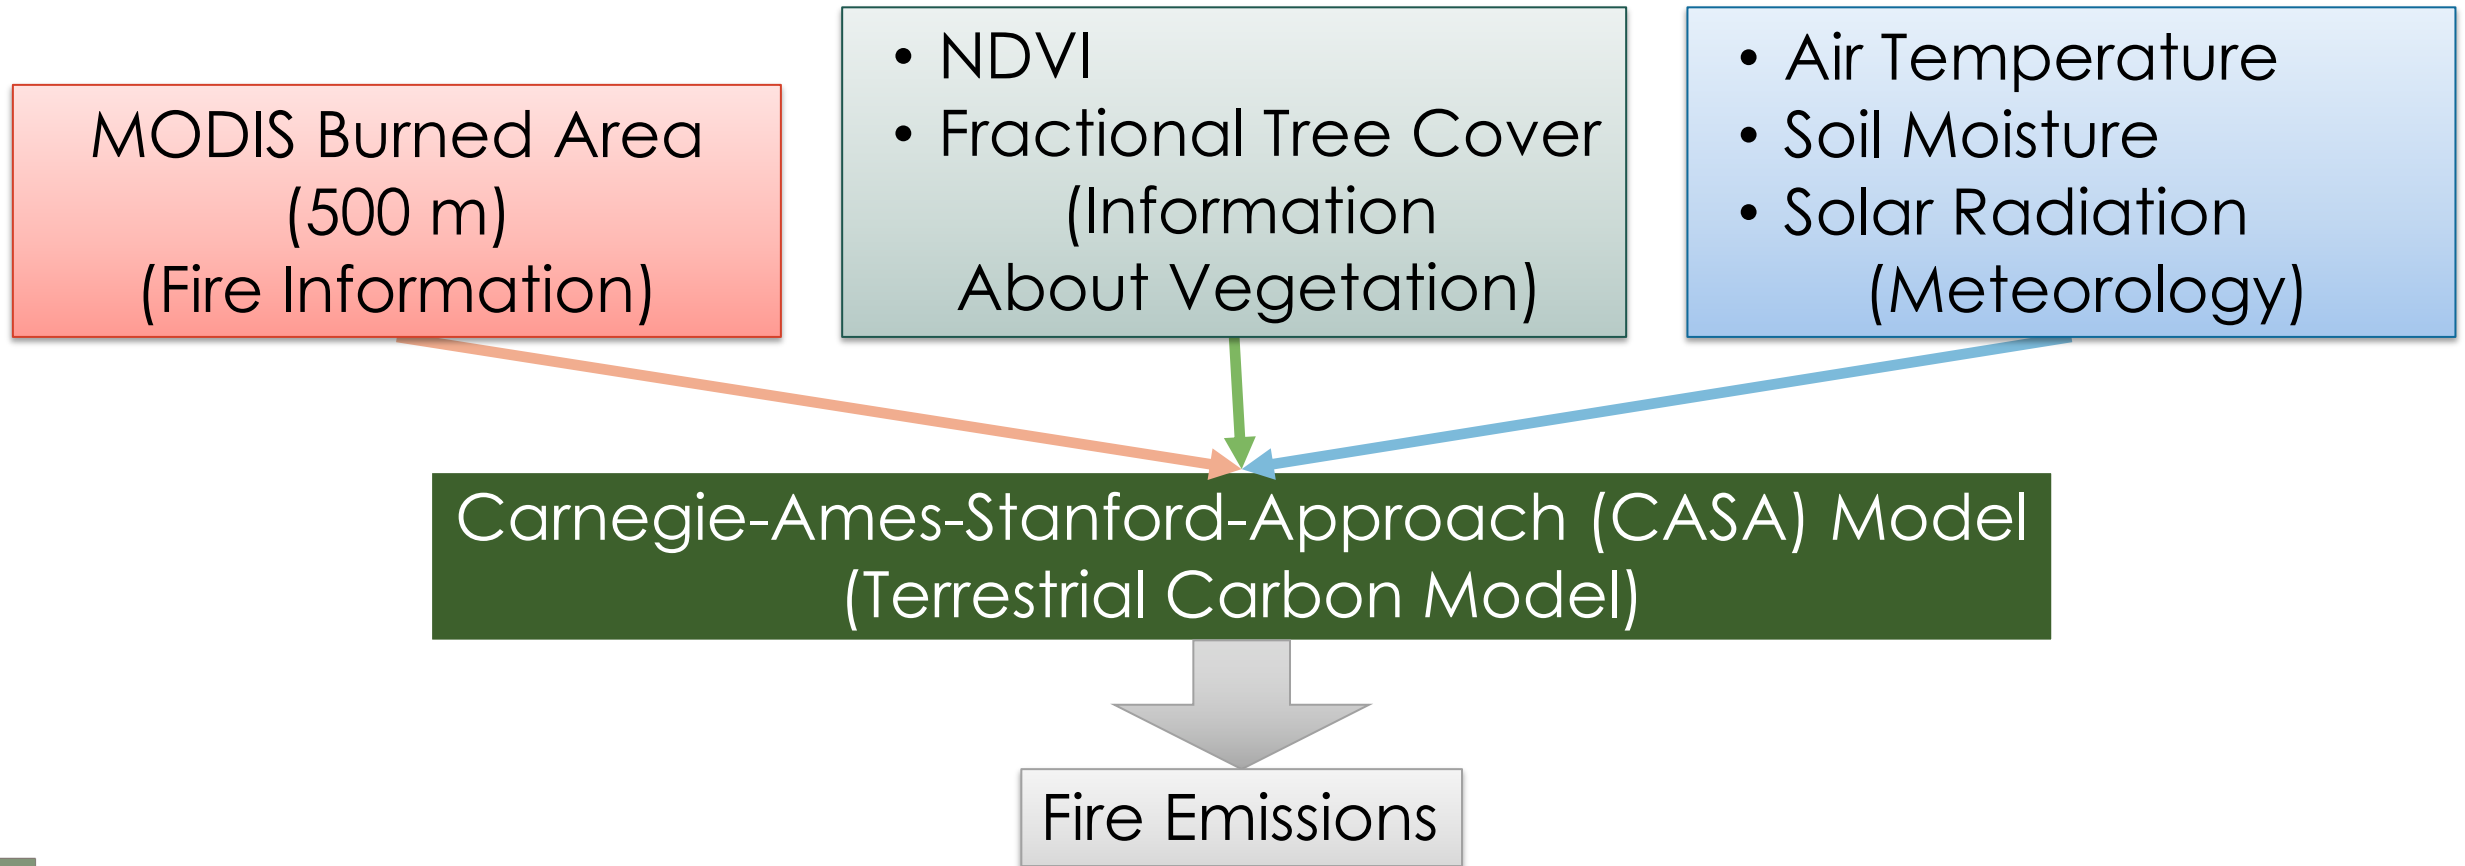 MODIS Burned Area
(500 m)
(Fire Information)
• NDVI
• Fractional Tree Cover
(Information
About Vegetation)
• Air Temperature
• Soil Moisture
• Solar Radiation
(Meteorology)
Carnegie-Ames-Stanford-Approach (CASA) Model
(Terrestrial Carbon Model)
Fire Emissions